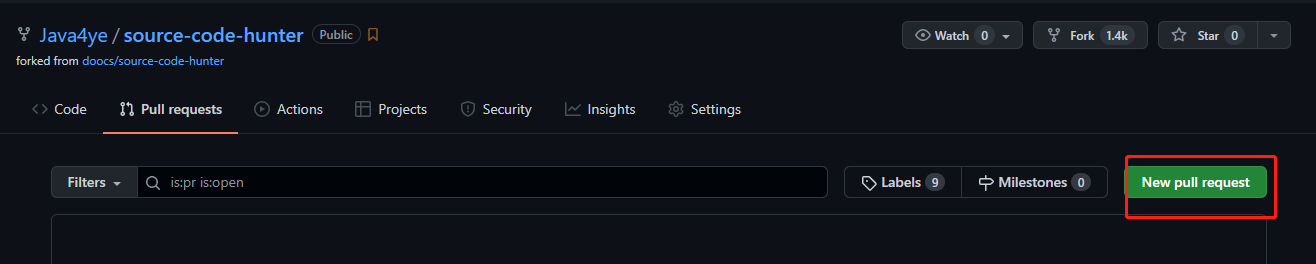 Java4ye / source-code-hunter Public Watch 0 Fork 1.4k Star 0
forked from doocs/source-code-hunter
Code Pull requests Actions Projects Security Insights Settings
Filters is:pr is:open Labels 9 Milestones 0 New pull request